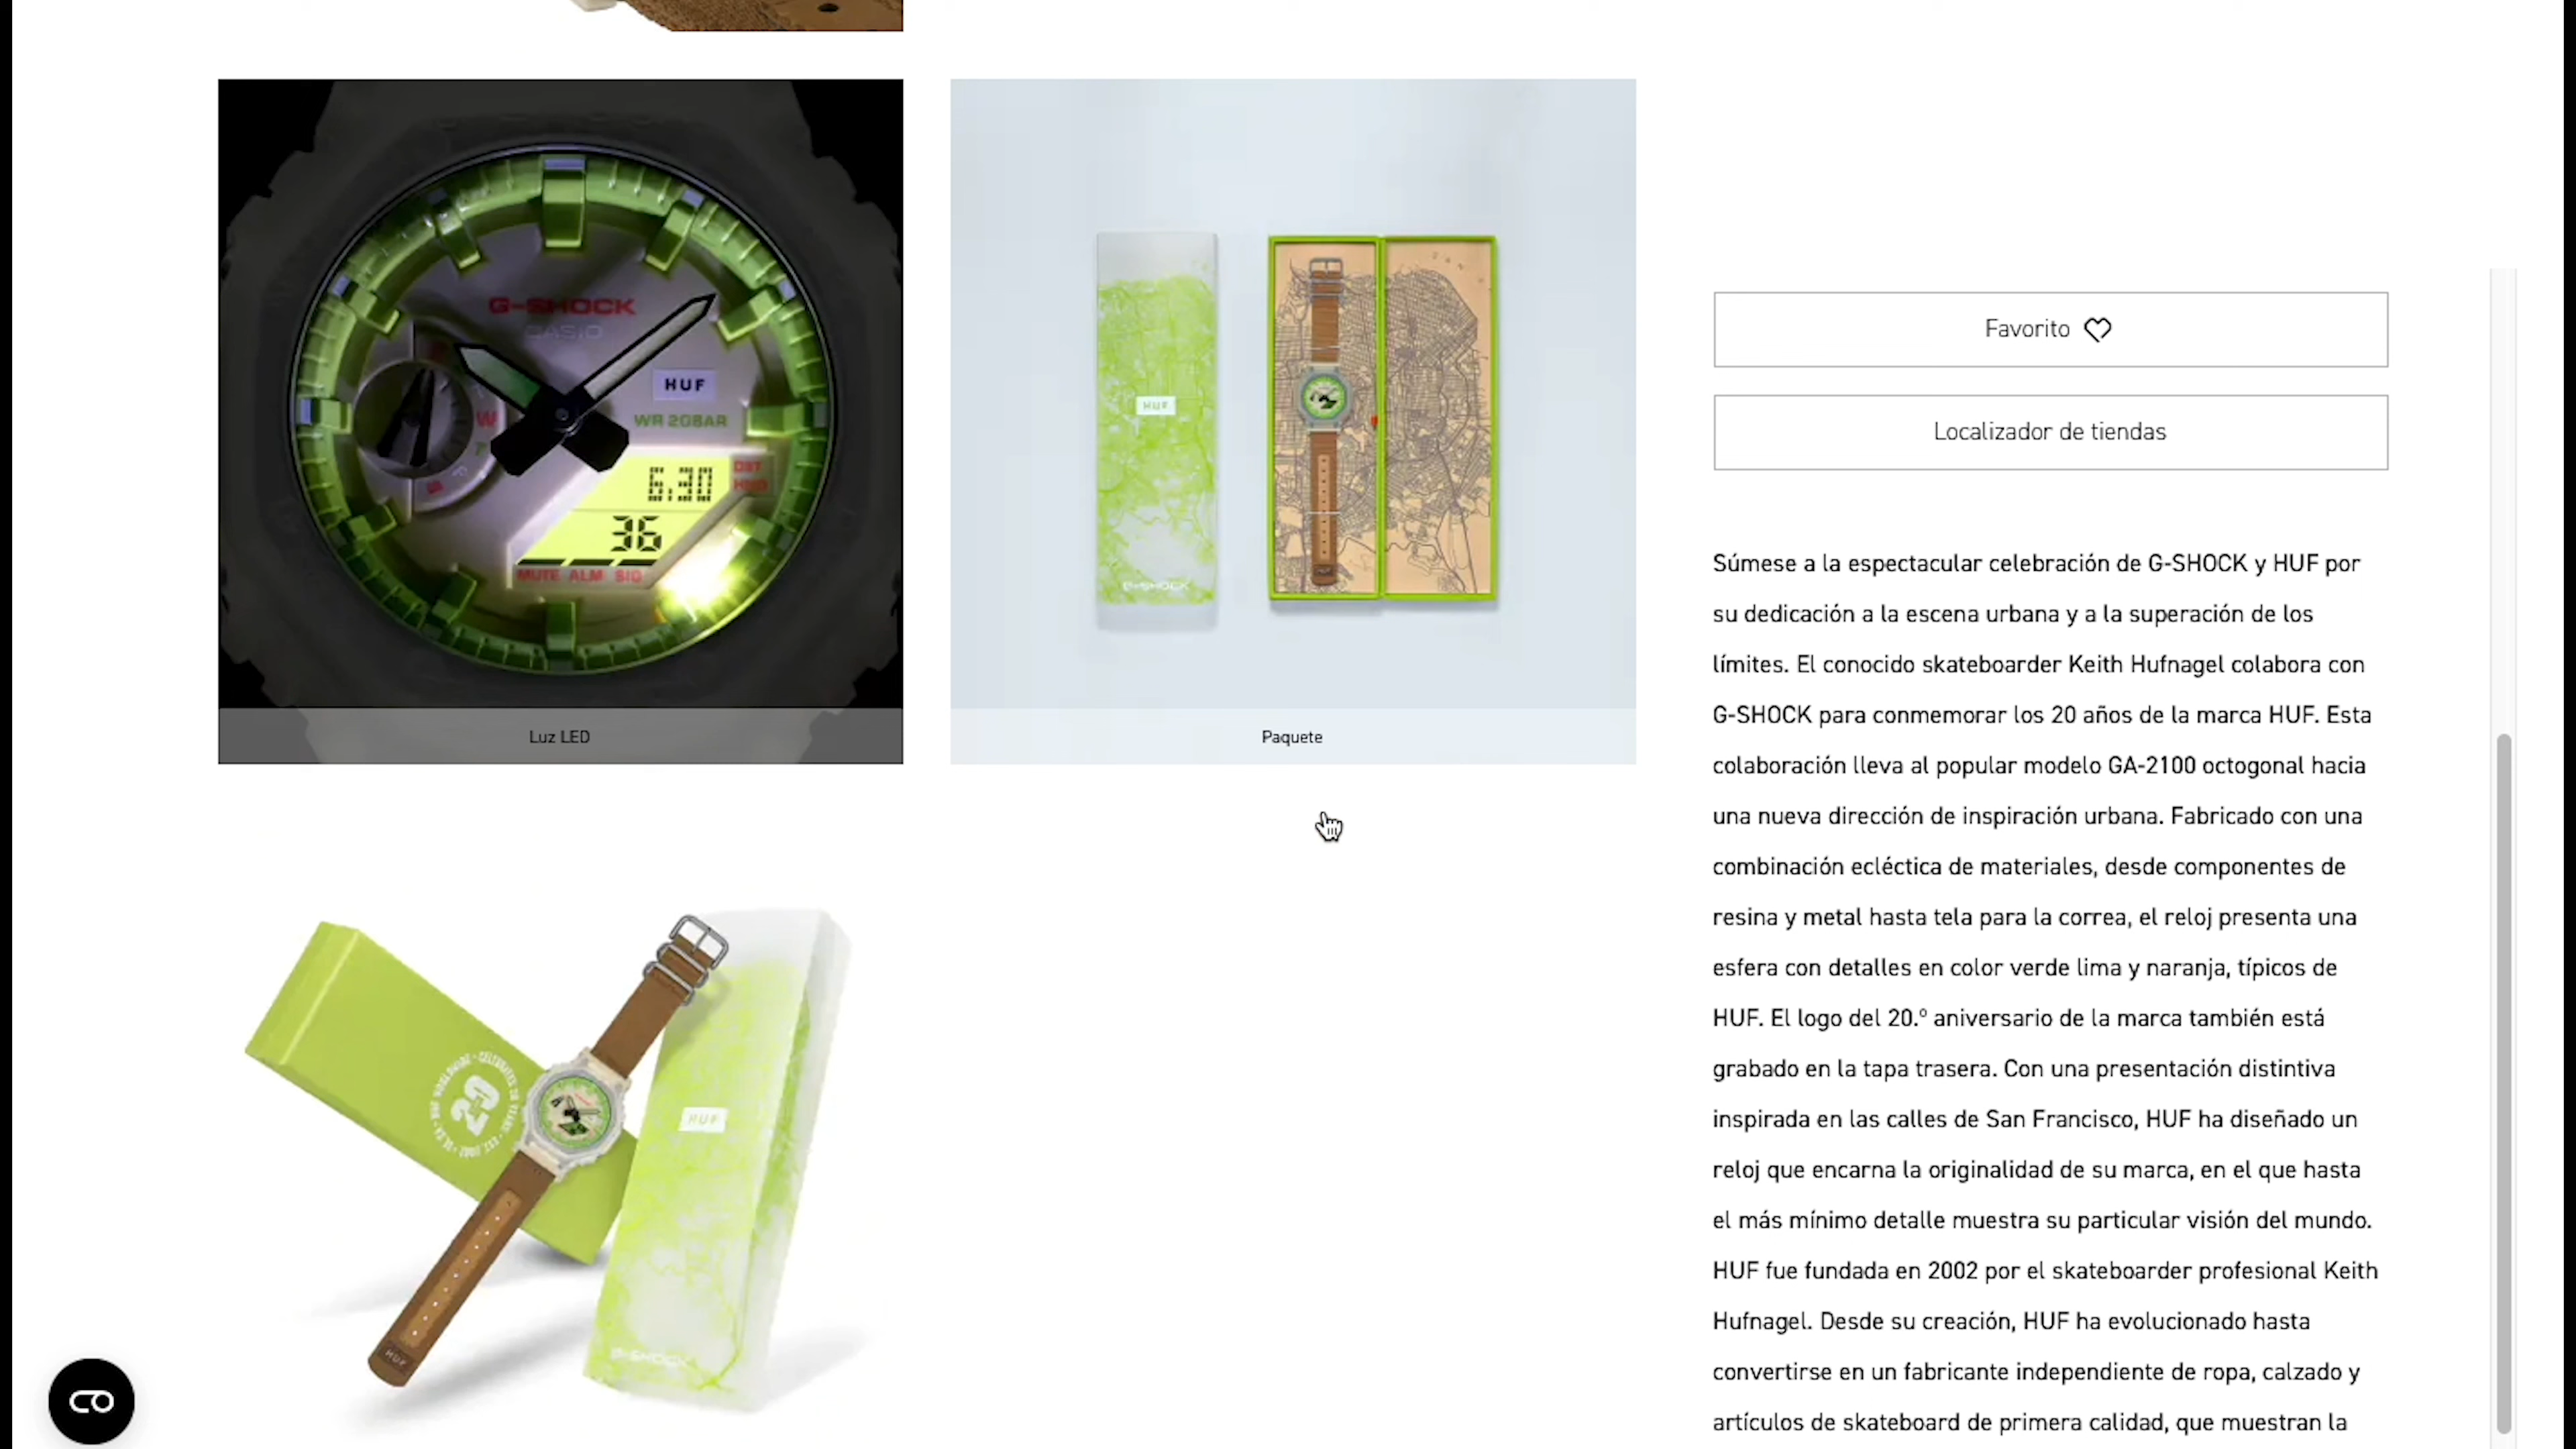 G-SHOCK
CASIO
HUF
WR 20BAR
6.30
DST
HND
36
MUTE ALM SIG
Luz LED
HUF
G-SHOCK
Paquete
HUF
HUF
G-SHOCK
Favorito
Localizador de tiendas
Súmese a la espectacular celebración de G-SHOCK y HUF por
su dedicación a la escena urbana y a la superación de los
límites. El conocido skateboarder Keith Hufnagel colabora con
G-SHOCK para conmemorar los 20 años de la marca HUF. Esta
colaboración lleva al popular modelo GA-2100 octogonal hacia
una nueva dirección de inspiración urbana. Fabricado con una
combinación ecléctica de materiales, desde componentes de
resina y metal hasta tela para la correa, el reloj presenta una
esfera con detalles en color verde lima y naranja, típicos de
HUF. El logo del 20.º aniversario de la marca también está
grabado en la tapa trasera. Con una presentación distintiva
inspirada en las calles de San Francisco, HUF ha diseñado un
reloj que encarna la originalidad de su marca, en el que hasta
el más mínimo detalle muestra su particular visión del mundo.
HUF fue fundada en 2002 por el skateboarder profesional Keith
Hufnagel. Desde su creación, HUF ha evolucionado hasta
convertirse en un fabricante independiente de ropa, calzado y
artículos de skateboard de primera calidad, que muestran la